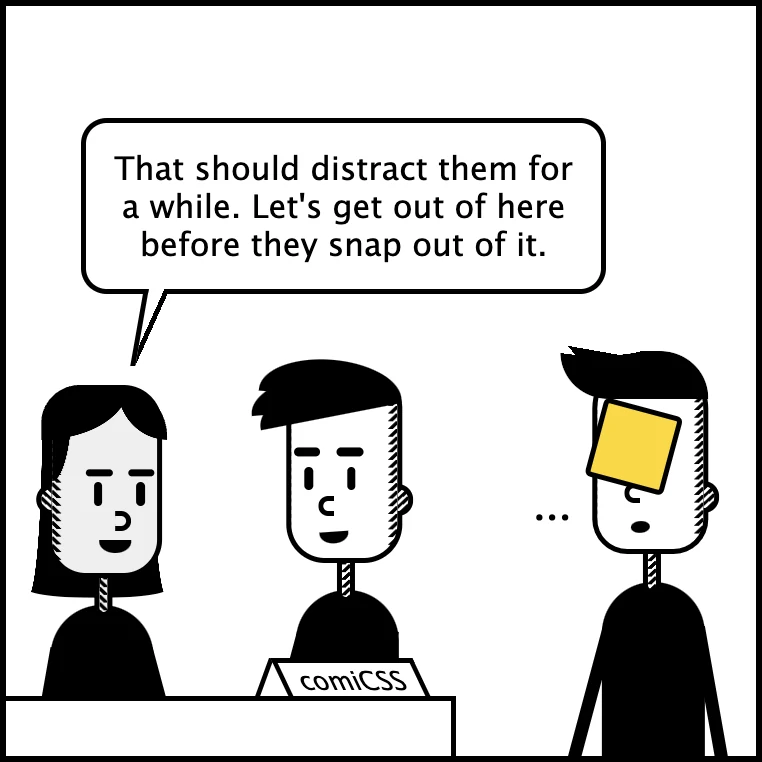 That should distract them for
a while. Let's get out of here
before they snap out of it.
...
comiCSS